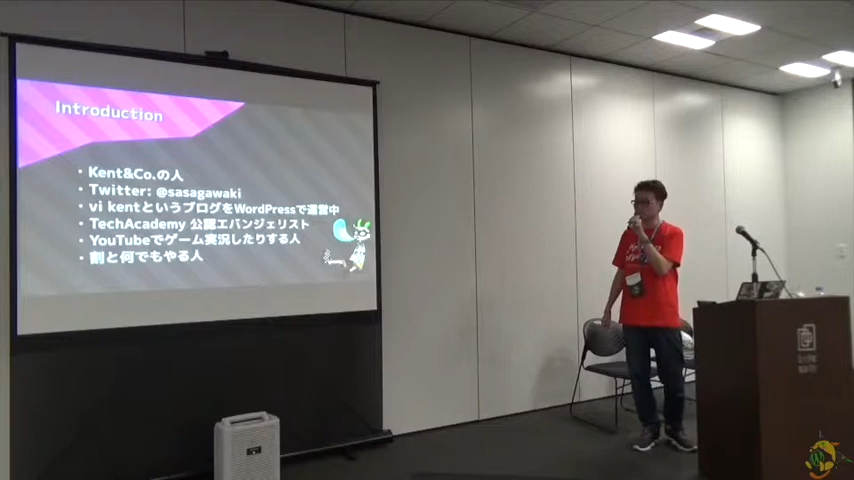 Introduction
• Kent&Co.の人
• Twitter: @sasagawaki
• vi kentというブログをWordPressで運営中
• TechAcademy 公認エバンジェリスト
• YouTubeでゲーム実況したりする人
• 割と何でもやる人